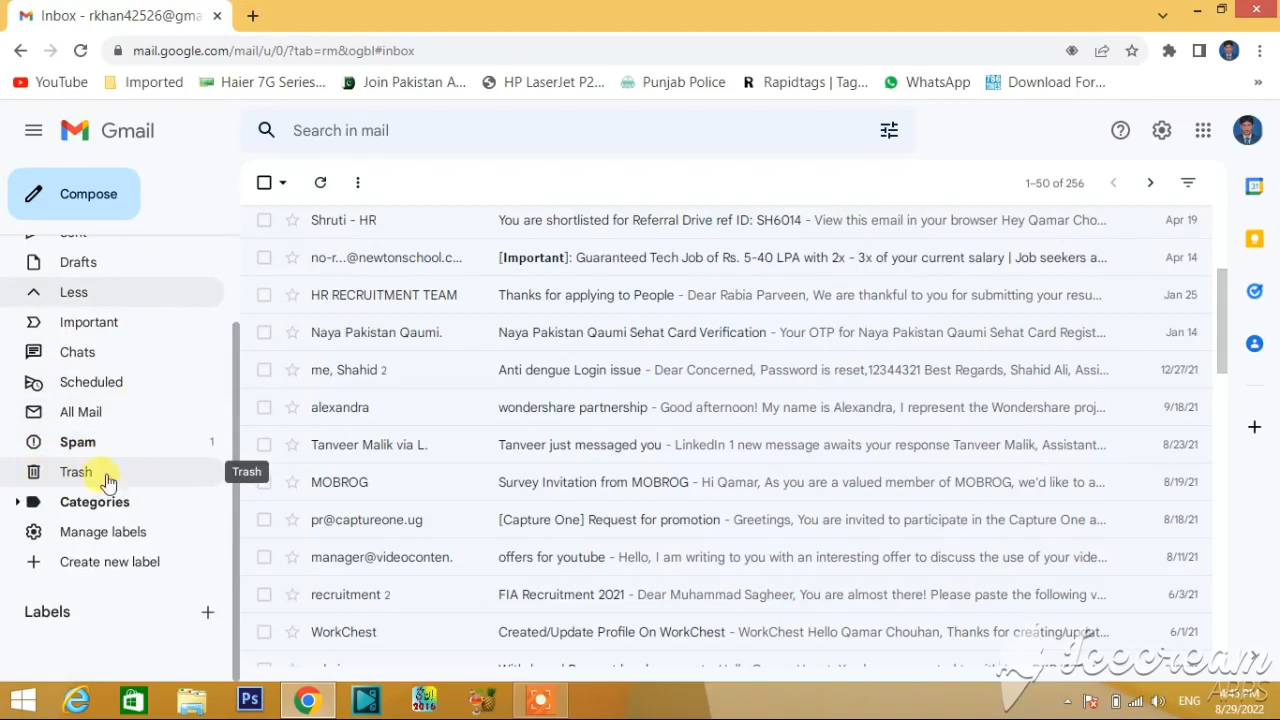 Inbox - rkhan42526@gma
mail.google.com/mail/u/0/?tab=rm&ogbl#inbox
YouTube Imported Haier 7G Series... Join Pakistan A... HP LaserJet P2... Punjab Police R Rapidtags | Tag... WhatsApp Download For... »
Gmail
Search in mail
Compose
1–50 of 256
Drafts
Less
Important
Chats
Scheduled
All Mail
Spam 1
Trash
Trash
Categories
Manage labels
Create new label
Labels
Shruti - HR You are shortlisted for Referral Drive ref ID: SH6014 - View this email in your browser Hey Qamar Cho... Apr 19
no-r...@newtonschool.c... [Important]: Guaranteed Tech Job of Rs. 5-40 LPA with 2x - 3x of your current salary | Job seekers a... Apr 14
HR RECRUITMENT TEAM Thanks for applying to People - Dear Rabia Parveen, We are thankful to you for submitting your resu... Jan 25
Naya Pakistan Qaumi. Naya Pakistan Qaumi Sehat Card Verification - Your OTP for Naya Pakistan Qaumi Sehat Card Regist... Jan 14
me, Shahid 2 Anti dengue Login issue - Dear Concerned, Password is reset,12344321 Best Regards, Shahid Ali, Assi... 12/27/21
alexandra wondershare partnership - Good afternoon! My name is Alexandra, I represent the Wondershare proj... 9/18/21
Tanveer Malik via L. Tanveer just messaged you - LinkedIn 1 new message awaits your response Tanveer Malik, Assistant... 8/23/21
MOBROG Survey Invitation from MOBROG - Hi Qamar, As you are a valued member of MOBROG, we'd like to a... 8/19/21
pr@captureone.ug [Capture One] Request for promotion - Greetings, You are invited to participate in the Capture One a... 8/18/21
manager@videoconten. offers for youtube - Hello, I am writing to you with an interesting offer to discuss the use of your vide... 8/11/21
recruitment 2 FIA Recruitment 2021 - Dear Muhammad Sagheer, You are almost there! Please paste the following v... 6/3/21
WorkChest Created/Update Profile On WorkChest - WorkChest Hello Qamar Chouhan, Thanks for creating/updat... 6/1/21
31
Icecream
APPS
Ps
2016
ENG
4:43 PM
8/29/2022